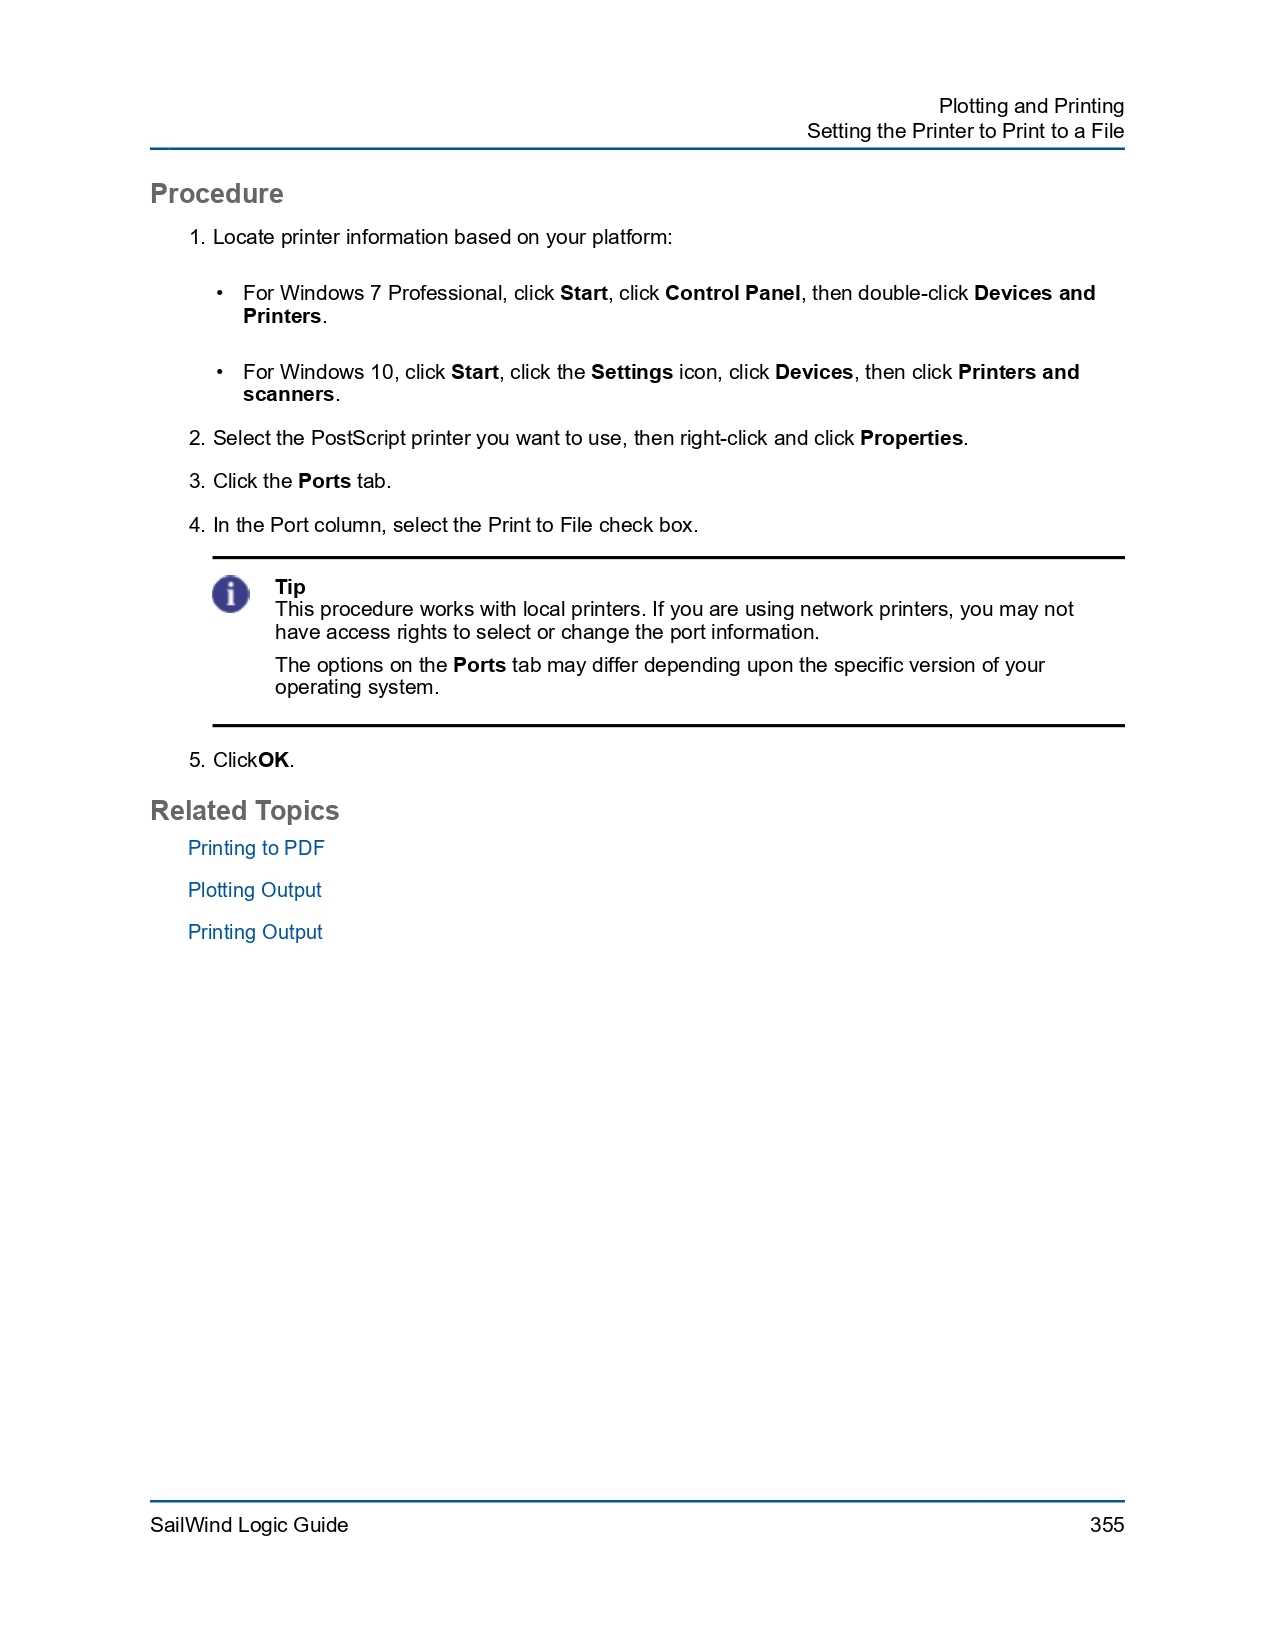 Plotting and Printing
Setting the Printer to Print to a File
Procedure
1. Locate printer information based on your platform:
• For Windows 7 Professional, click Start, click Control Panel, then double-click Devices and
Printers.
• For Windows 10, click Start, click the Settings icon, click Devices, then click Printers and
scanners.
2. Select the PostScript printer you want to use, then right-click and click Properties.
3. Click the Ports tab.
4. In the Port column, select the Print to File check box.
i
Tip
This procedure works with local printers. If you are using network printers, you may not
have access rights to select or change the port information.
The options on the Ports tab may differ depending upon the specific version of your
operating system.
5. ClickOK.
Related Topics
Printing to PDF
Plotting Output
Printing Output
SailWind Logic Guide 355